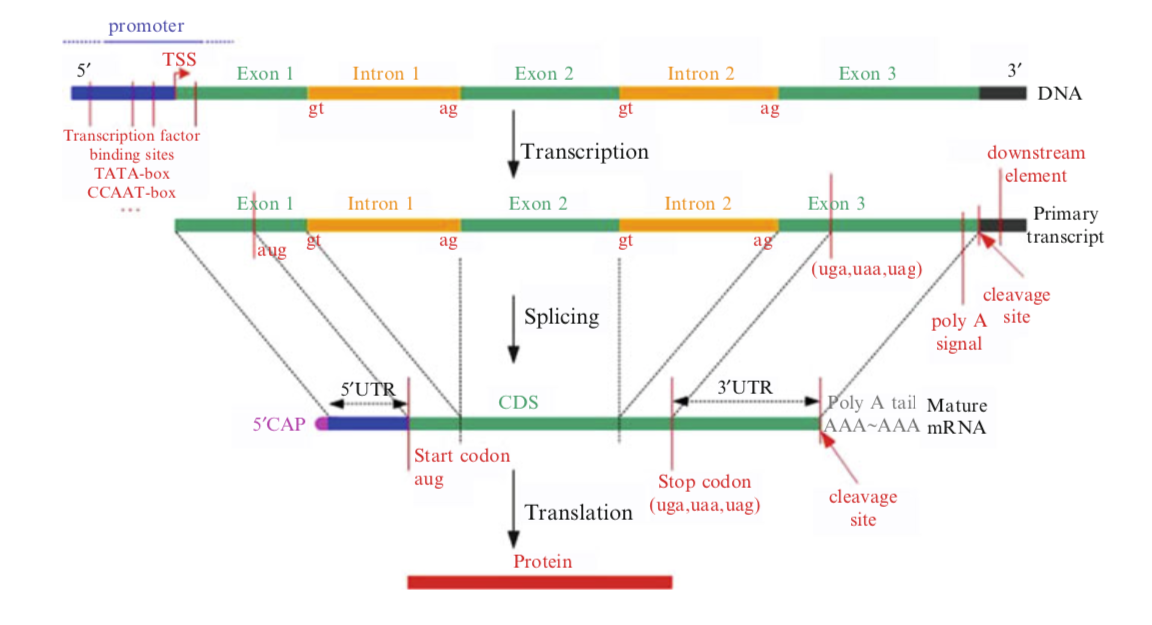 promoter
5′
TSS
Exon 1
Intron 1
Exon 2
Intron 2
Exon 3
3′
DNA
gt
ag
gt
ag
Transcription factor
binding sites
TATA-box
CCAAT-box
...
Transcription
downstream
element
Exon 1
Intron 1
Exon 2
Intron 2
Exon 3
Primary
transcript
aug
gt
ag
gt
ag
(uga,uaa,uag)
cleavage
site
poly A
signal
Splicing
5′UTR
CDS
3′UTR
Poly A tail
AAA~AAA
Mature
mRNA
5′CAP
Start codon
aug
Stop codon
(uga,uaa,uag)
cleavage
site
Translation
Protein